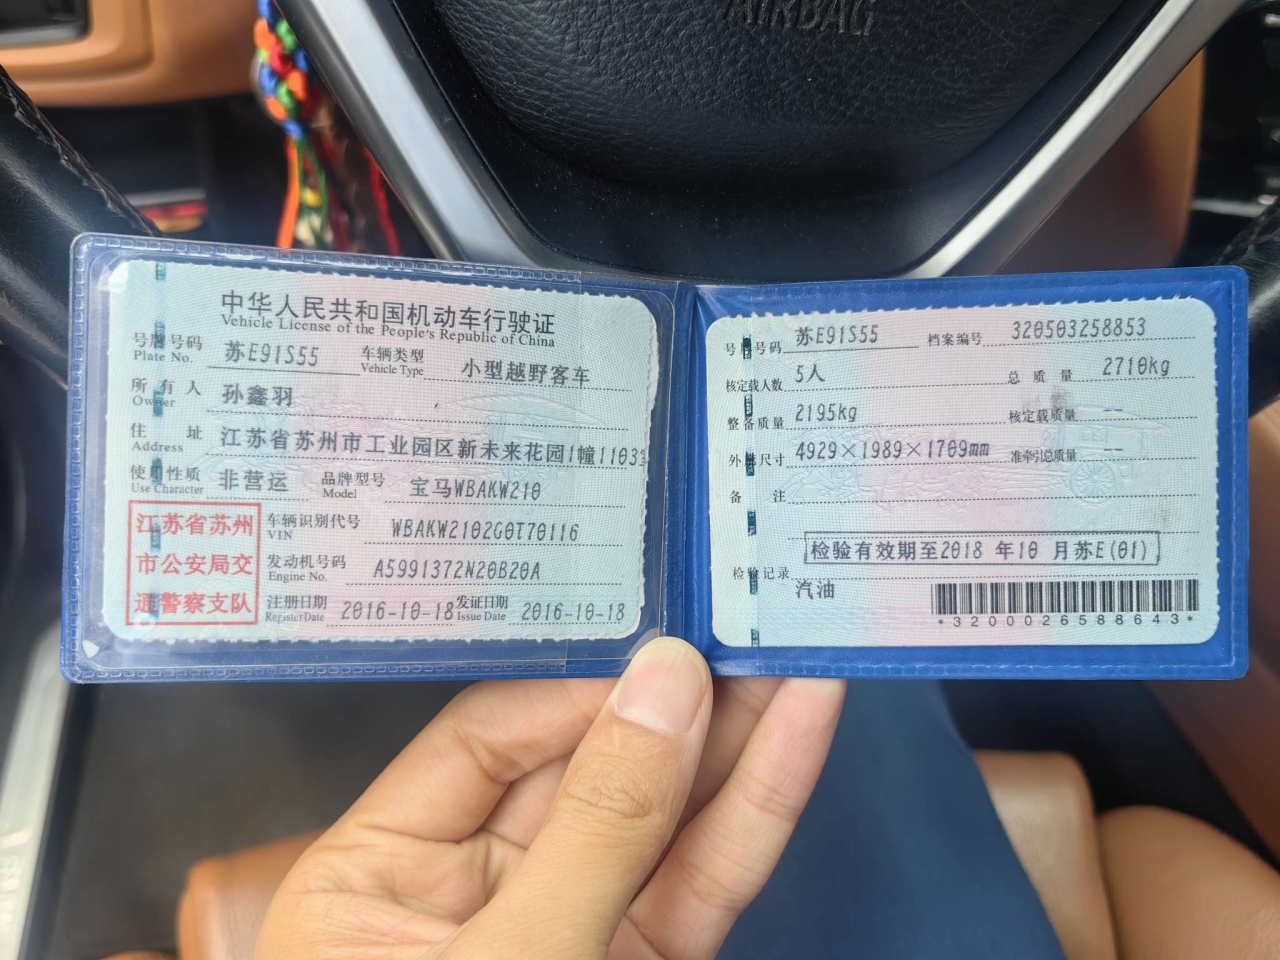 AIRBAG
中华人民共和国机动车行驶证
Vehicle License of the People's Republic of China
号牌号码 苏E91S55 车辆类型 小型越野客车
Plate No. Vehicle Type
所有人 孙鑫羽
Owner
住址 江苏省苏州市工业园区新未来花园1幢1103室
Address
使用性质 非营运 品牌型号 宝马WBAKW210
Use Character Model
江苏省苏州
市公安局交
通警察支队
车辆识别代号 WBAKW2102G0T70116
VIN
发动机号码 A5991372N20B20A
Engine No.
注册日期 2016-10-18 发证日期 2016-10-18
Register Date Issue Date
号牌号码 苏E91S55 档案编号 320503258853
核定载人数 5人 总质量 2710kg
整备质量 2195kg 核定载质量 --
外廓尺寸 4929×1989×1709mm 准牵引总质量 --
备注
检验有效期至2018 年10 月苏E(01)
检验记录
汽油
*3200026588643*